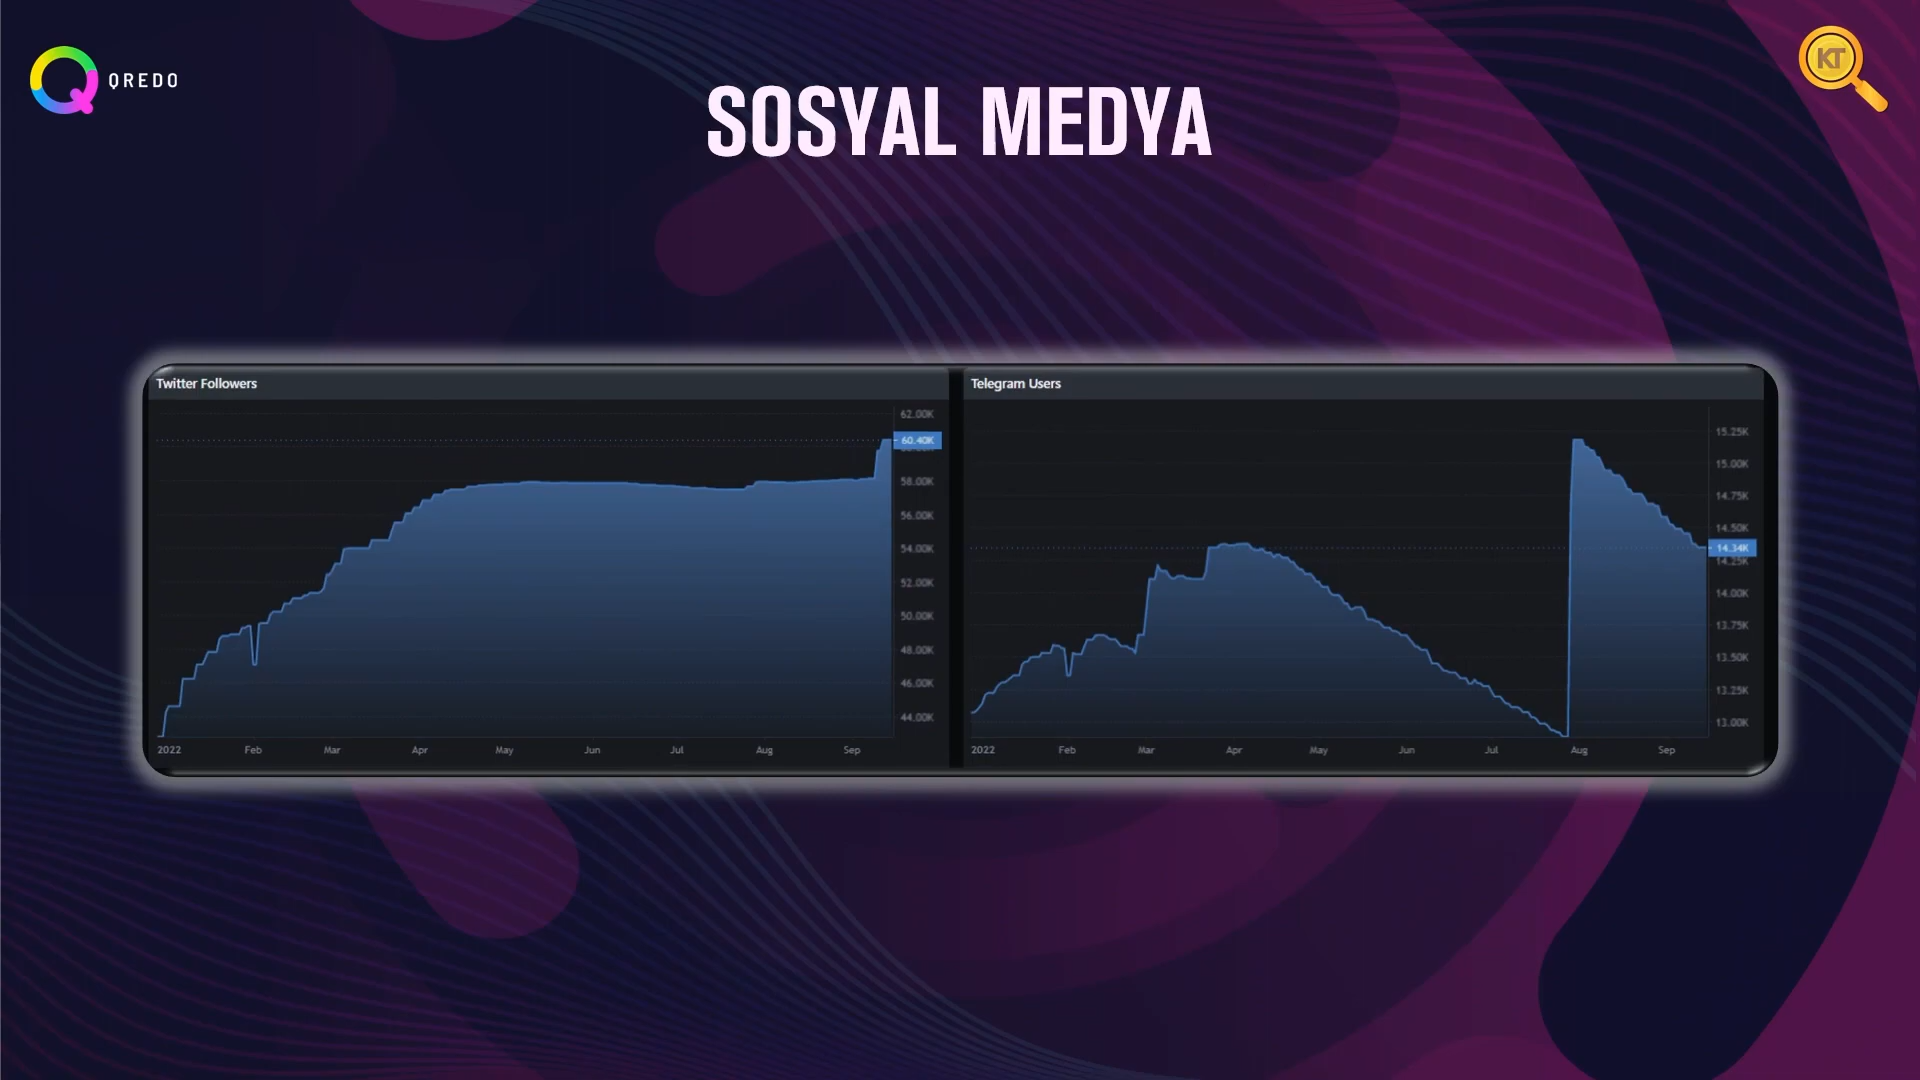 QREDO
KT
SOSYAL MEDYA
Twitter Followers
62.00K
60.40K
58.00K
56.00K
54.00K
52.00K
50.00K
48.00K
46.00K
44.00K
2022 Feb Mar Apr May Jun Jul Aug Sep
Telegram Users
15.25K
15.00K
14.75K
14.50K
14.34K
14.25K
14.00K
13.75K
13.50K
13.25K
13.00K
2022 Feb Mar Apr May Jun Jul Aug Sep